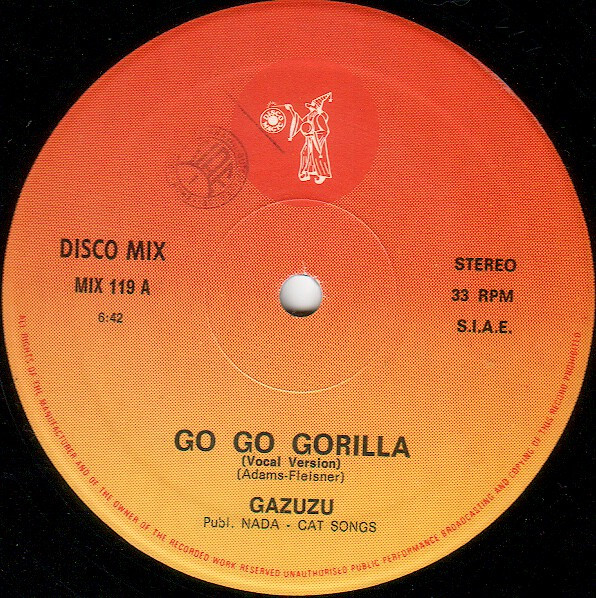 DISCO MIX
MIX 119 A
6:42
STEREO
33 RPM
S.I.A.E.
GO GO GORILLA
(Vocal Version)
(Adams-Fleisner)
GAZUZU
Publ. NADA - CAT SONGS
ALL RIGHTS OF THE MANUFACTURER AND OF THE OWNER OF THE RECORDED WORK RESERVED UNAUTHORISED PUBLIC PERFORMANCE BROADCASTING AND COPYING OF THIS RECORD PROHIBITED